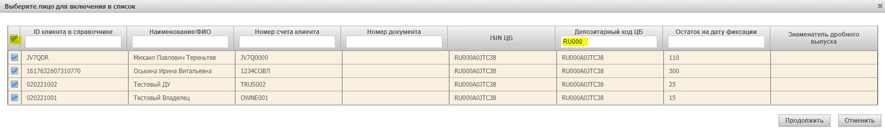 Выберите лицо для включения в список
ID клиента в справочнике Наименование/ФИО Номер счета клиента Номер документа ISIN ЦБ Депозитарный код ЦБ Остаток на дату фиксации Знаменатель дробного выпуска
RU000
JV7QDR Михаил Павлович Тереньтев JV7Q0000 RU000A0JTC38 RU000A0JTC38 110
1617632607310770 Оськина Ирина Витальевна 1234СОВЛ RU000A0JTC38 RU000A0JTC38 300
020221002 Тестовый ДУ TRUS002 RU000A0JTC38 RU000A0JTC38 25
020221001 Тестовый Владелец OWNE001 RU000A0JTC38 RU000A0JTC38 15
Продолжить Отменить